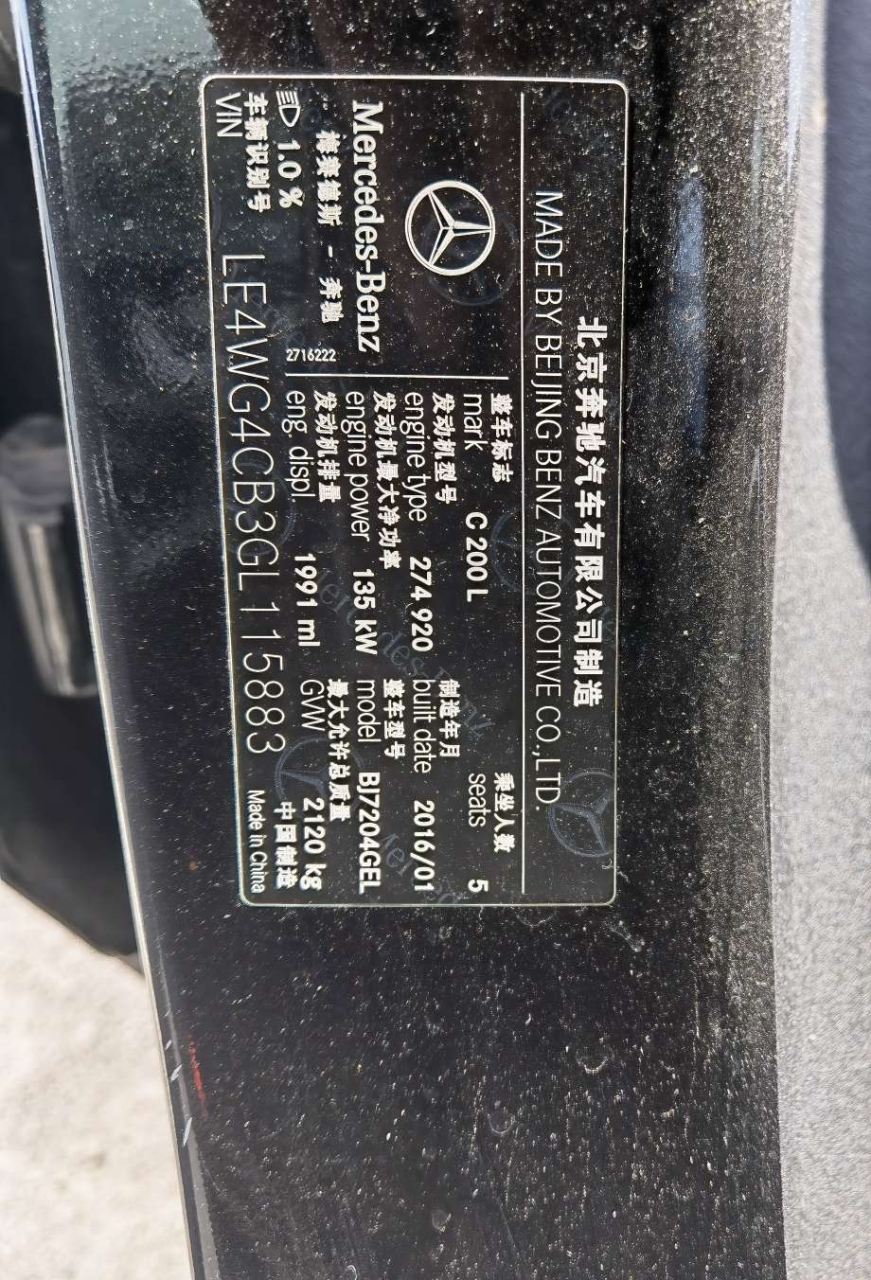 北京奔驰汽车有限公司制造
MADE BY BEIJING BENZ AUTOMOTIVE CO.,LTD.
Mercedes-Benz
梅赛德斯 - 奔驰
1.0 %
2716222
整车标志
mark C 200 L
乘坐人数
seats 5
发动机型号
engine type 274 920
制造年月
built date 2016/01
发动机最大净功率
engine power 135 kW
整车型号
model BJ7204GEL
发动机排量
eng. displ. 1991 ml
最大允许总质量
GVW 2120 kg
车辆识别号
VIN LE4WG4CB3GL115883
中国制造
Made in China